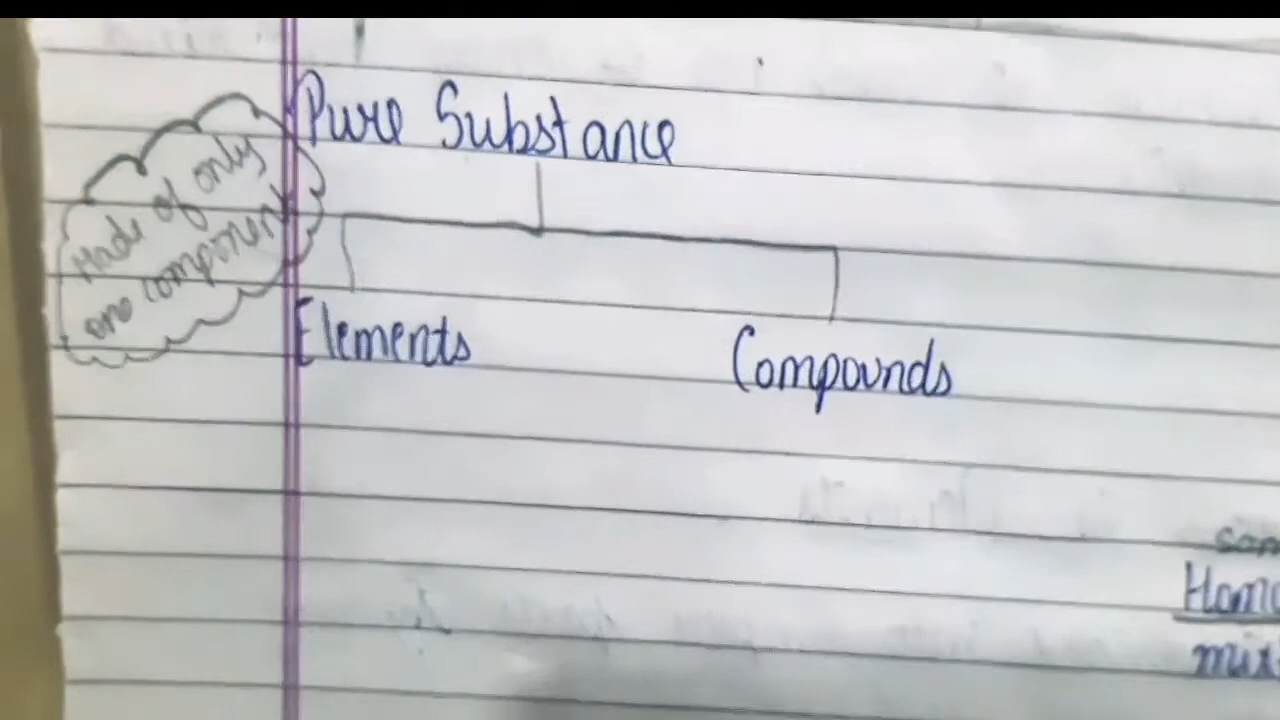 Pure Substance
Made of only
one component
Elements
Compounds